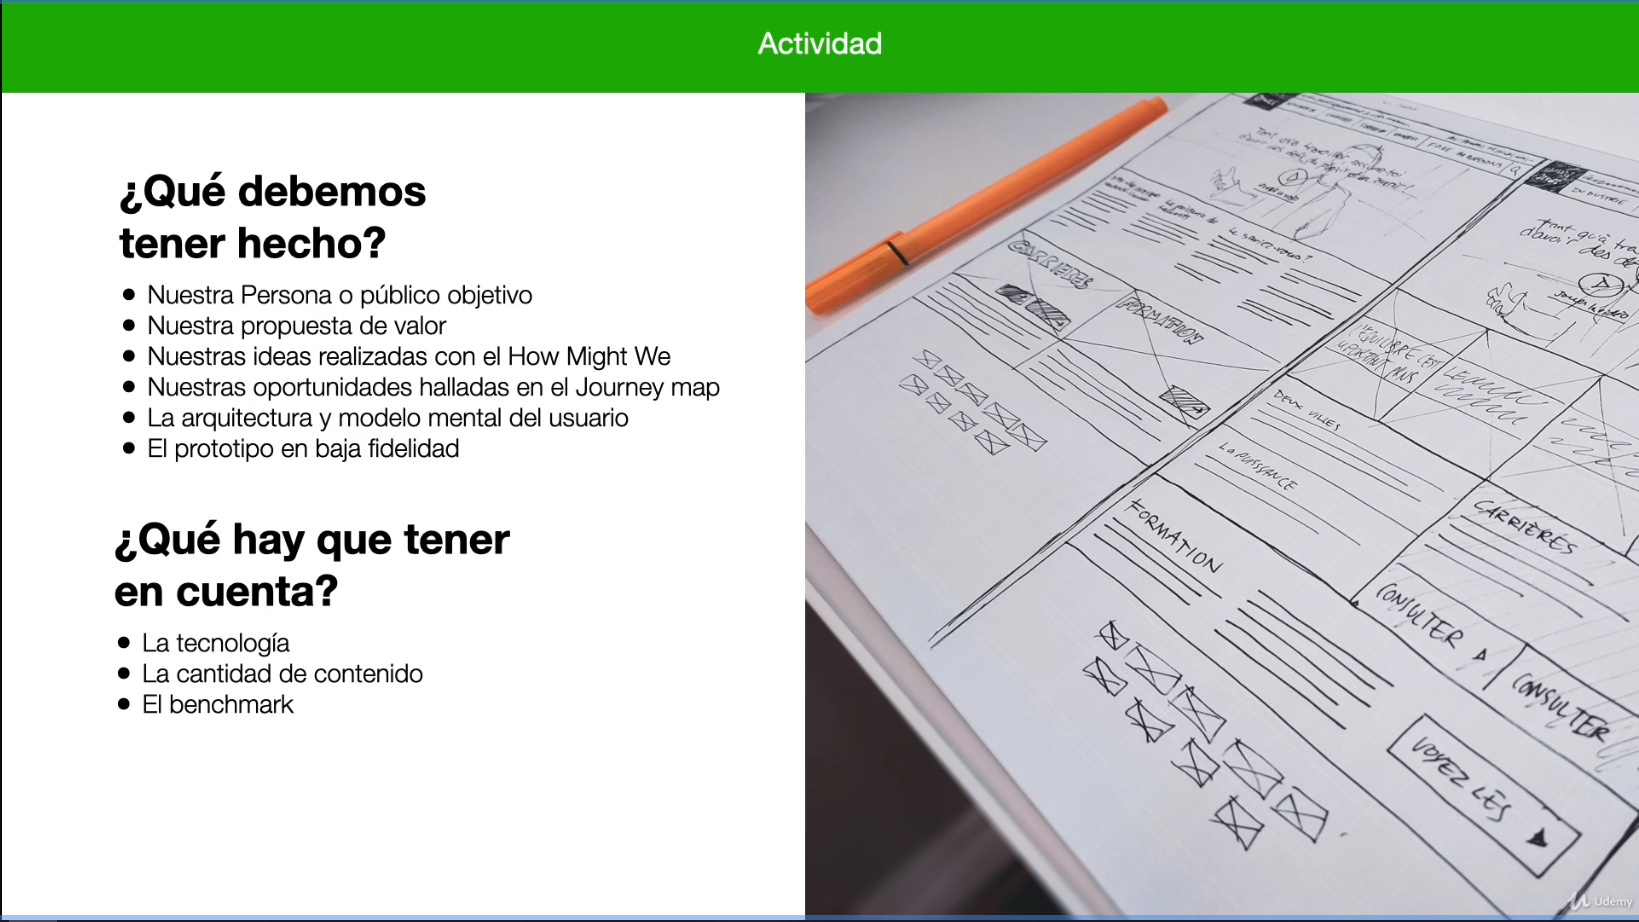 Actividad
¿Qué debemos
tener hecho?
● Nuestra Persona o público objetivo
● Nuestra propuesta de valor
● Nuestras ideas realizadas con el How Might We
● Nuestras oportunidades halladas en el Journey map
● La arquitectura y modelo mental del usuario
● El prototipo en baja fidelidad
¿Qué hay que tener
en cuenta?
● La tecnología
● La cantidad de contenido
● El benchmark
CARRIERES
FORMATION
INDUSTRIE
DEUX VILLES
LA PUISSANCE
FORMATION
CARRIÈRES
CONSULTER
CONSULTER
VOYEZ LES
Udemy